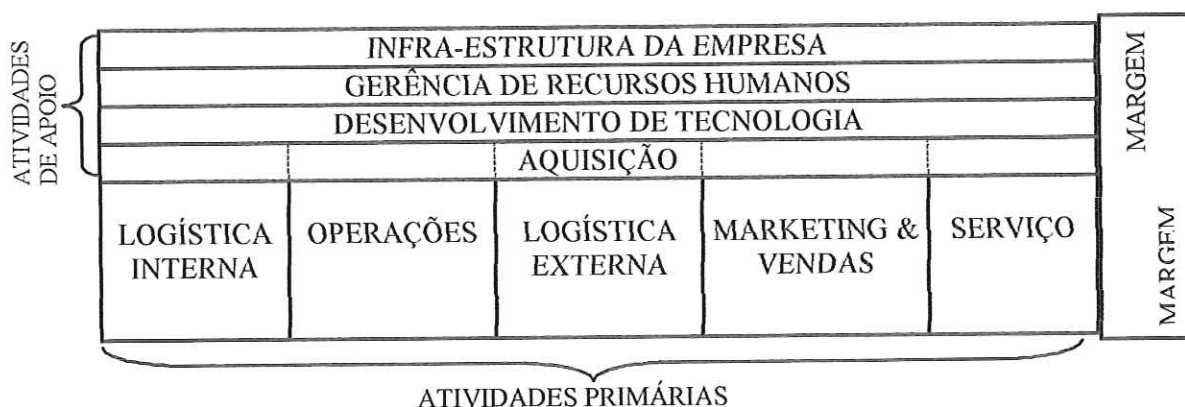 ATIVIDADES
DE APOIO
INFRA-ESTRUTURA DA EMPRESA
GERÊNCIA DE RECURSOS HUMANOS
DESENVOLVIMENTO DE TECNOLOGIA
AQUISIÇÃO
LOGÍSTICA
INTERNA
OPERAÇÕES
LOGÍSTICA
EXTERNA
MARKETING &
VENDAS
SERVIÇO
MARGEM
MARGEM
ATIVIDADES PRIMÁRIAS